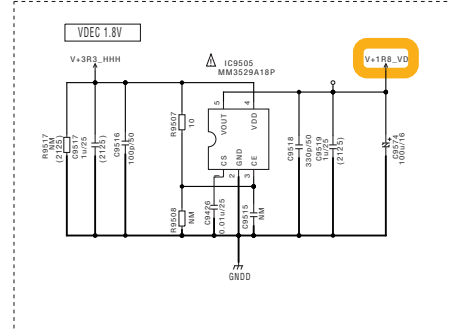 VDEC 1.8V
V+3R3_HHH
IC9505
MM3529A18P
V+1R8_VD
R9517
NM
(2125)
C9517
1u/25
(2125)
C9516
100p/50
R9507
10
5
4
VOUT
VDD
CS
GND
CE
1
2
3
R9508
NM
C9426
0.01u/25
C9515
NM
C9518
330p/50
C9519
1u/25
(2125)
C9574
100u/16
GNDD